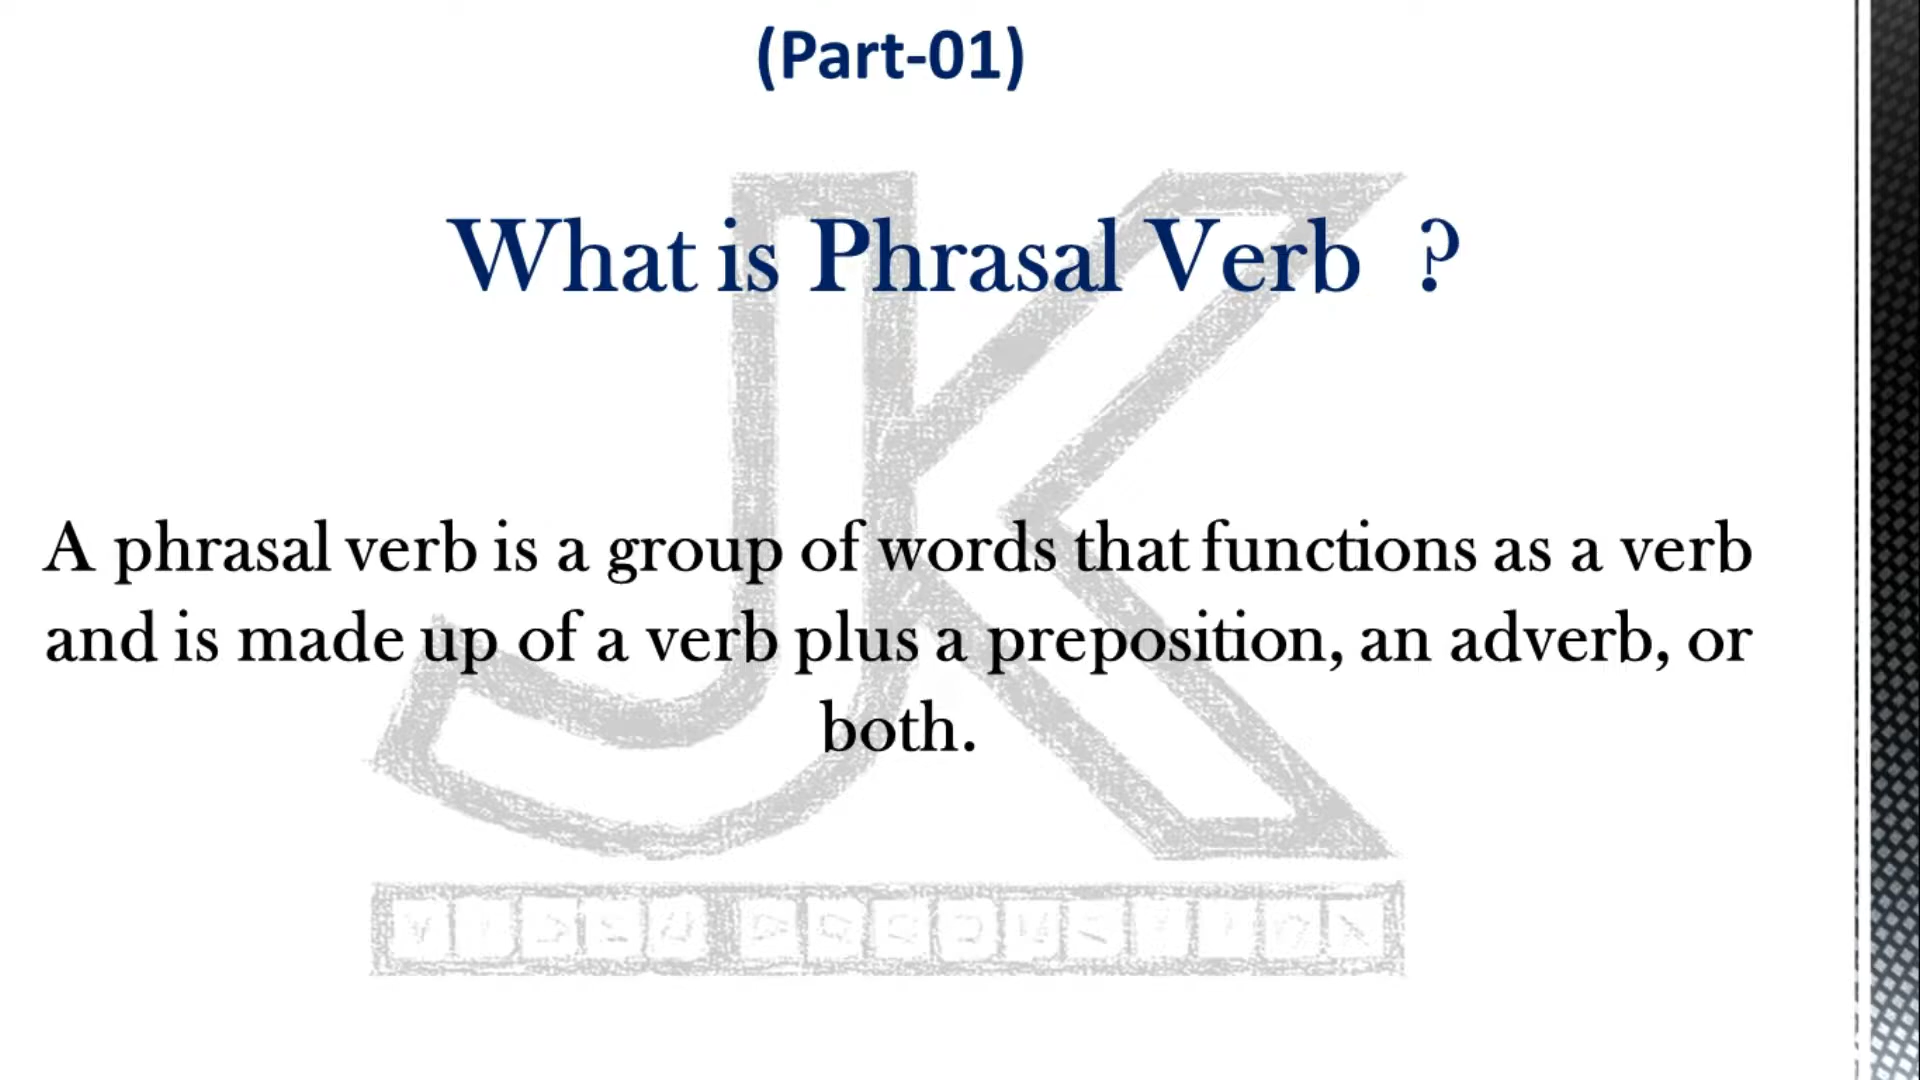 (Part-01)
What is Phrasal Verb ?
A phrasal verb is a group of words that functions as a verb
and is made up of a verb plus a preposition, an adverb, or
both.
JK